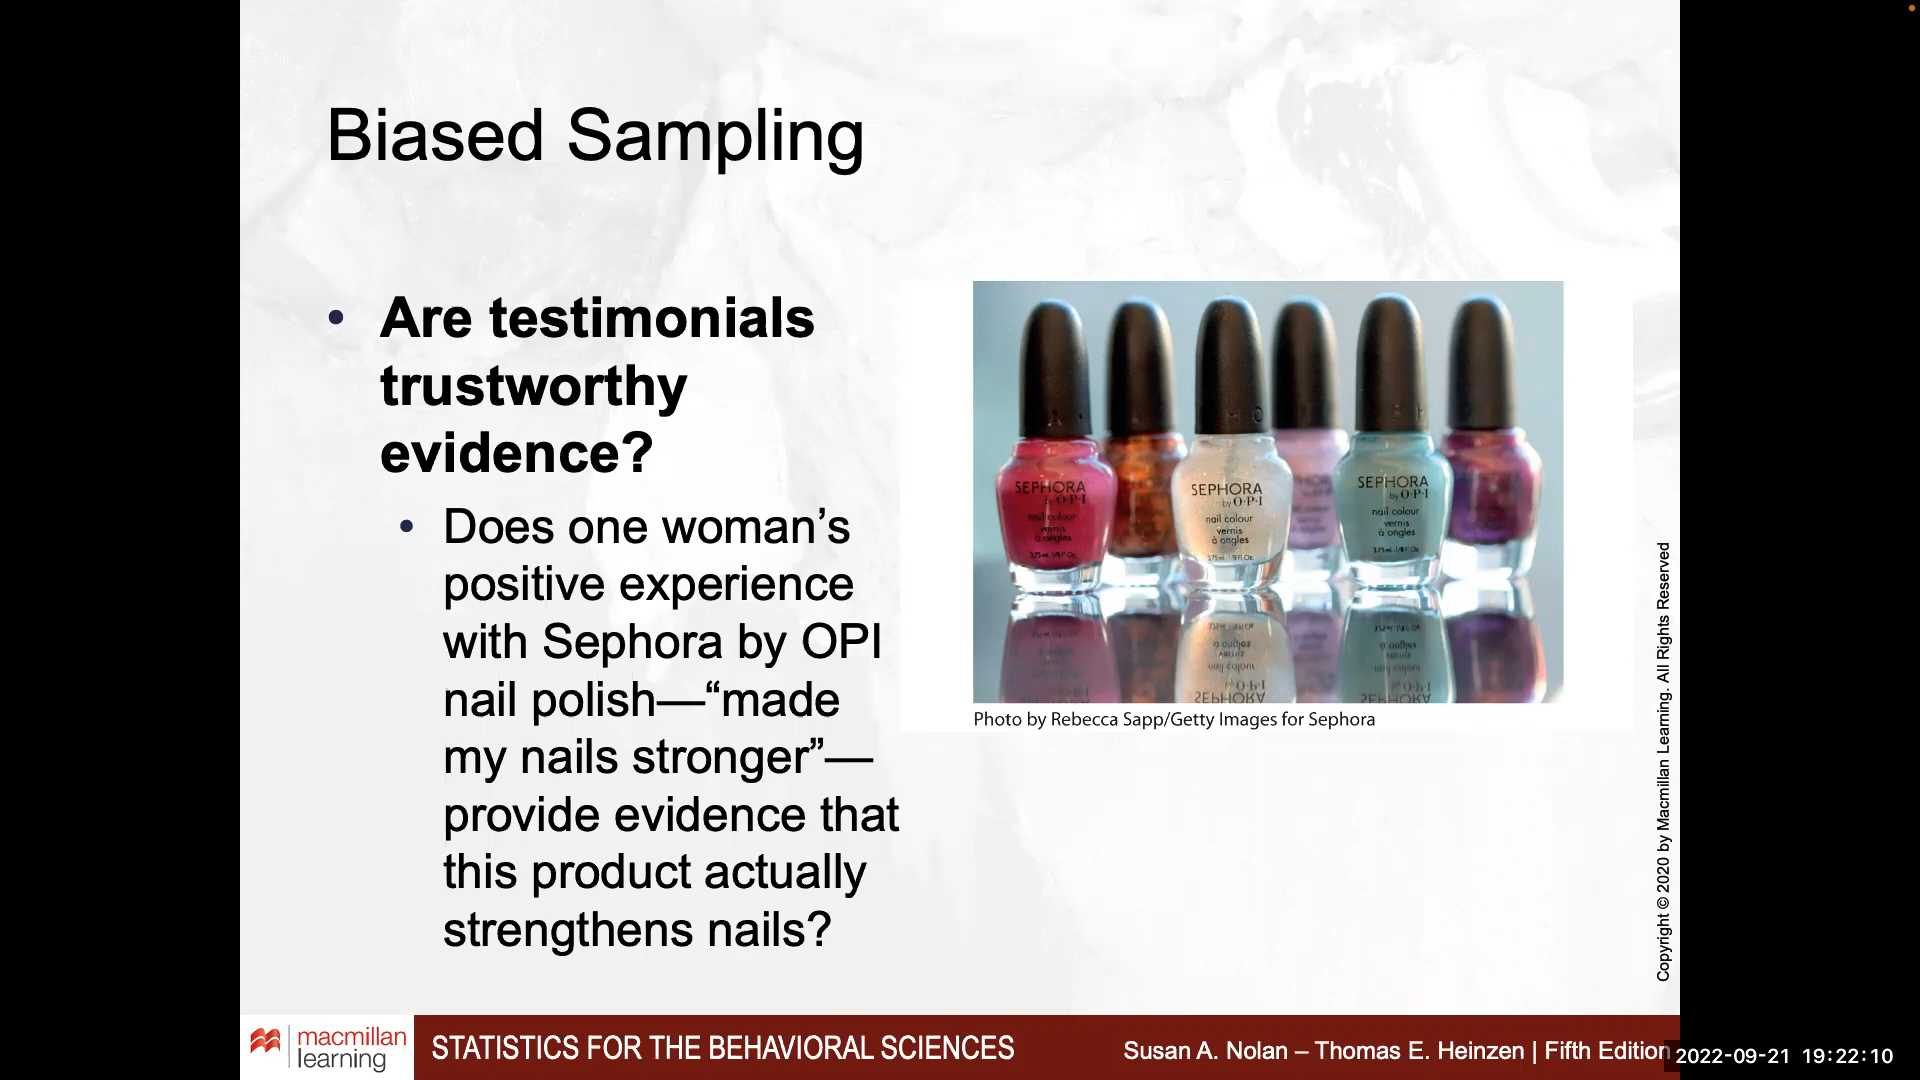 Biased Sampling
• Are testimonials
trustworthy
evidence?
• Does one woman’s
positive experience
with Sephora by OPI
nail polish—“made
my nails stronger”—
provide evidence that
this product actually
strengthens nails?
SEPHORA
by O·P·I
nail colour
vernis
à ongles
SEPHORA
by O·P·I
nail colour
vernis
à ongles
SEPHORA
by O·P·I
nail colour
vernis
à ongles
Photo by Rebecca Sapp/Getty Images for Sephora
Copyright © 2020 by Macmillan Learning. All Rights Reserved
macmillan
learning
STATISTICS FOR THE BEHAVIORAL SCIENCES
Susan A. Nolan – Thomas E. Heinzen | Fifth Edition
2022-09-21 19:22:10